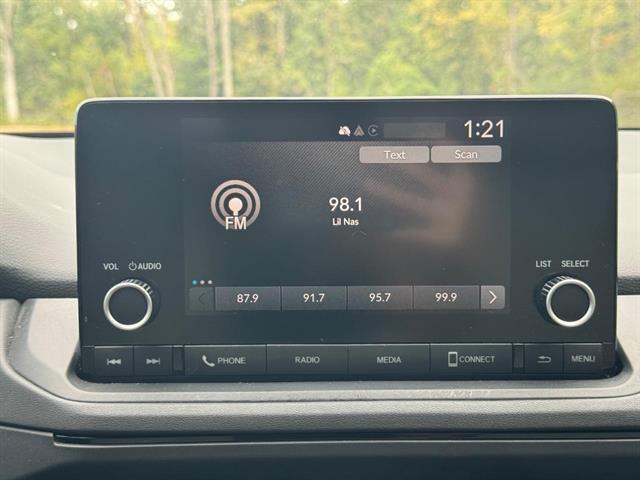 1:21
Text Scan
FM
98.1
Lil Nas
VOL AUDIO
LIST SELECT
87.9 91.7 95.7 99.9
PHONE RADIO MEDIA CONNECT MENU